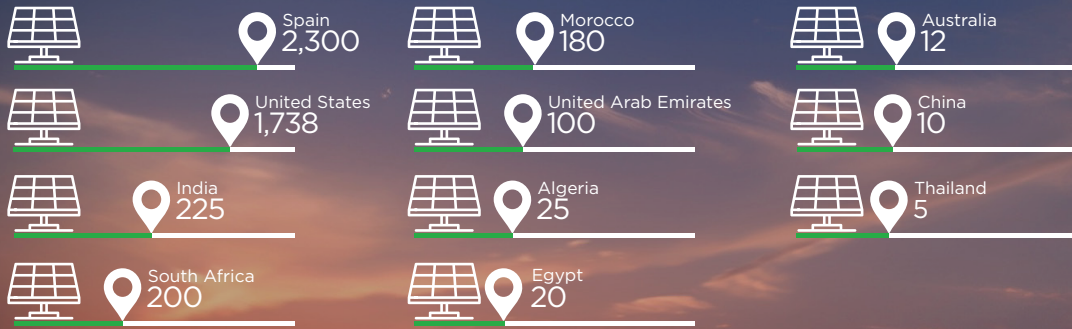 Spain
2,300
United States
1,738
India
225
South Africa
200
Morocco
180
United Arab Emirates
100
Algeria
25
Egypt
20
Australia
12
China
10
Thailand
5